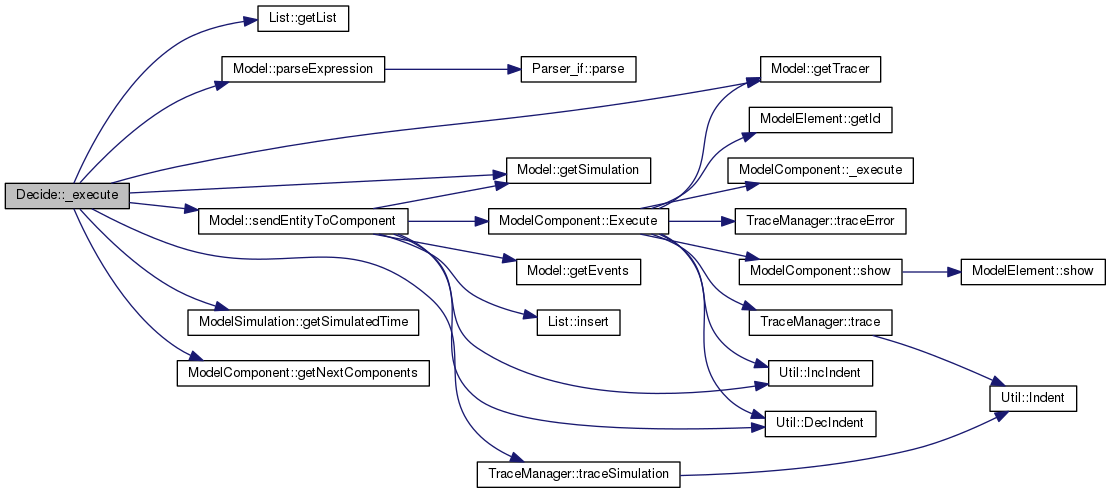 List::getList
Model::parseExpression
Parser_if::parse
Model::getTracer
ModelElement::getId
Model::getSimulation
ModelComponent::_execute
Decide::_execute
Model::sendEntityToComponent
ModelComponent::Execute
TraceManager::traceError
Model::getEvents
ModelComponent::show
ModelElement::show
ModelSimulation::getSimulatedTime
List::insert
TraceManager::trace
ModelComponent::getNextComponents
Util::IncIndent
Util::Indent
Util::DecIndent
TraceManager::traceSimulation